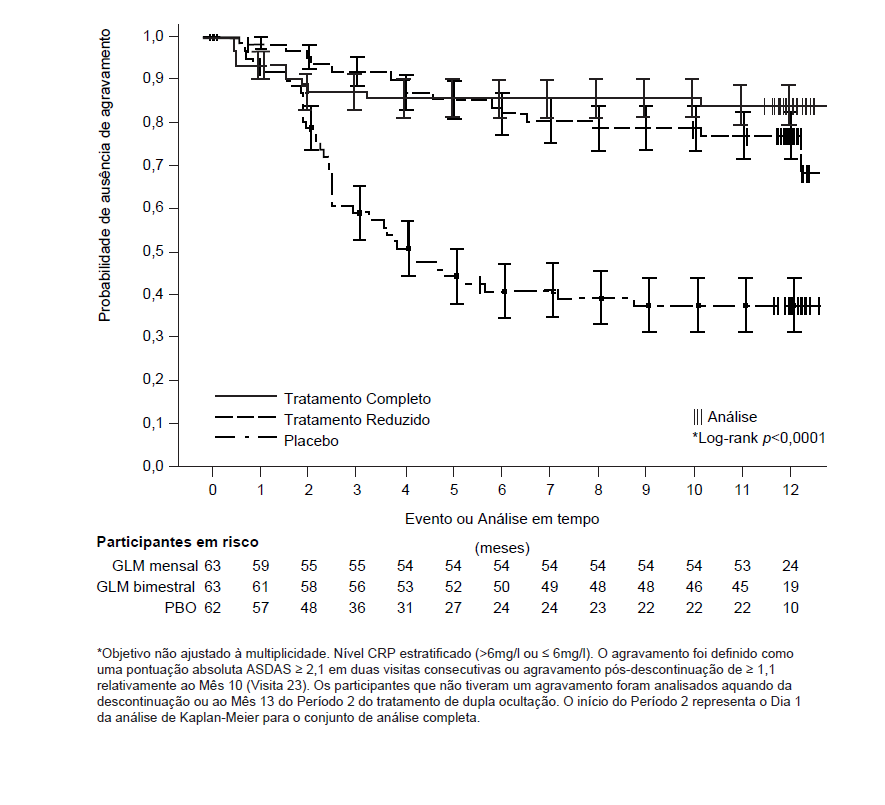 Probabilidade de ausência de agravamento
1,0
0,9
0,8
0,7
0,6
0,5
0,4
0,3
0,2
0,1
0,0
Tratamento Completo
Tratamento Reduzido
Placebo
Análise
*Log-rank p<0,0001
0 1 2 3 4 5 6 7 8 9 10 11 12
Evento ou Análise em tempo
(meses)
Participantes em risco
GLM mensal 63 59 55 55 54 54 54 54 54 54 54 53 24
GLM bimestral 63 61 58 56 53 52 50 49 48 48 46 45 19
PBO 62 57 48 36 31 27 24 24 23 22 22 22 10
*Objetivo não ajustado à multiplicidade. Nível CRP estratificado (>6mg/l ou ≤ 6mg/l). O agravamento foi definido como
uma pontuação absoluta ASDAS ≥ 2,1 em duas visitas consecutivas ou agravamento pós-descontinuação de ≥ 1,1
relativamente ao Mês 10 (Visita 23). Os participantes que não tiveram um agravamento foram analisados aquando da
descontinuação ou ao Mês 13 do Período 2 do tratamento de dupla ocultação. O início do Período 2 representa o Dia 1
da análise de Kaplan-Meier para o conjunto de análise completa.